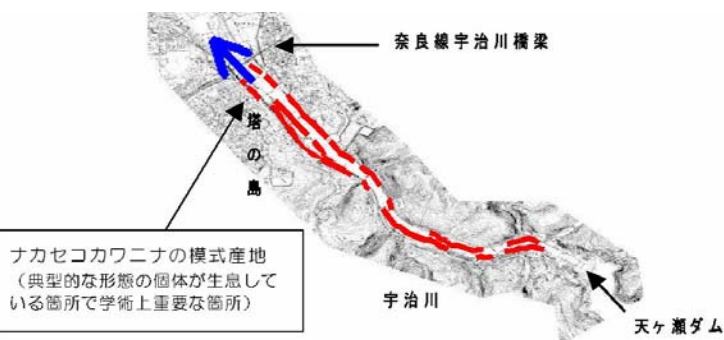 奈良線宇治川橋梁
塔の島
ナカセコカワニナの模式産地
（典型的な形態の個体が生息して
いる箇所で学術上重要な箇所）
宇治川
天ヶ瀬ダム